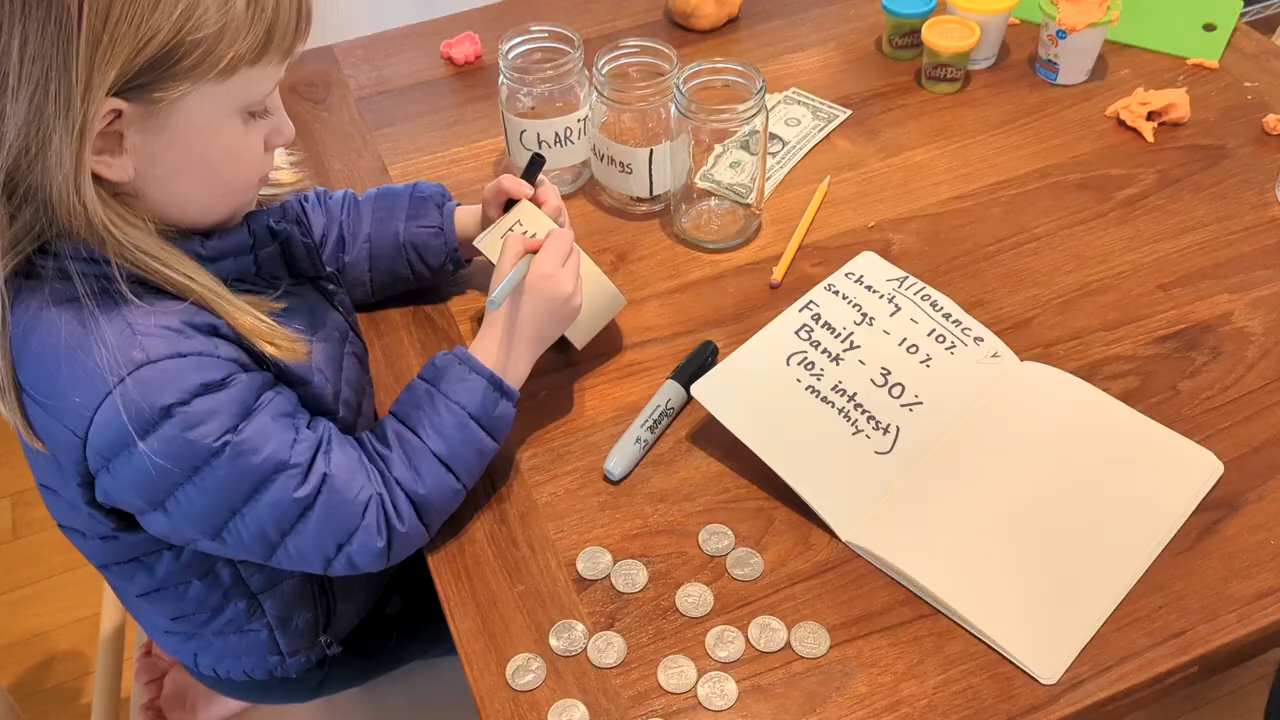 CHARIT
avings
Allowance
charity - 10%
savings - 10%
Family
Bank - 30%
(10% interest)
-monthly-
Sharpie
Play-Doh
Play-Doh